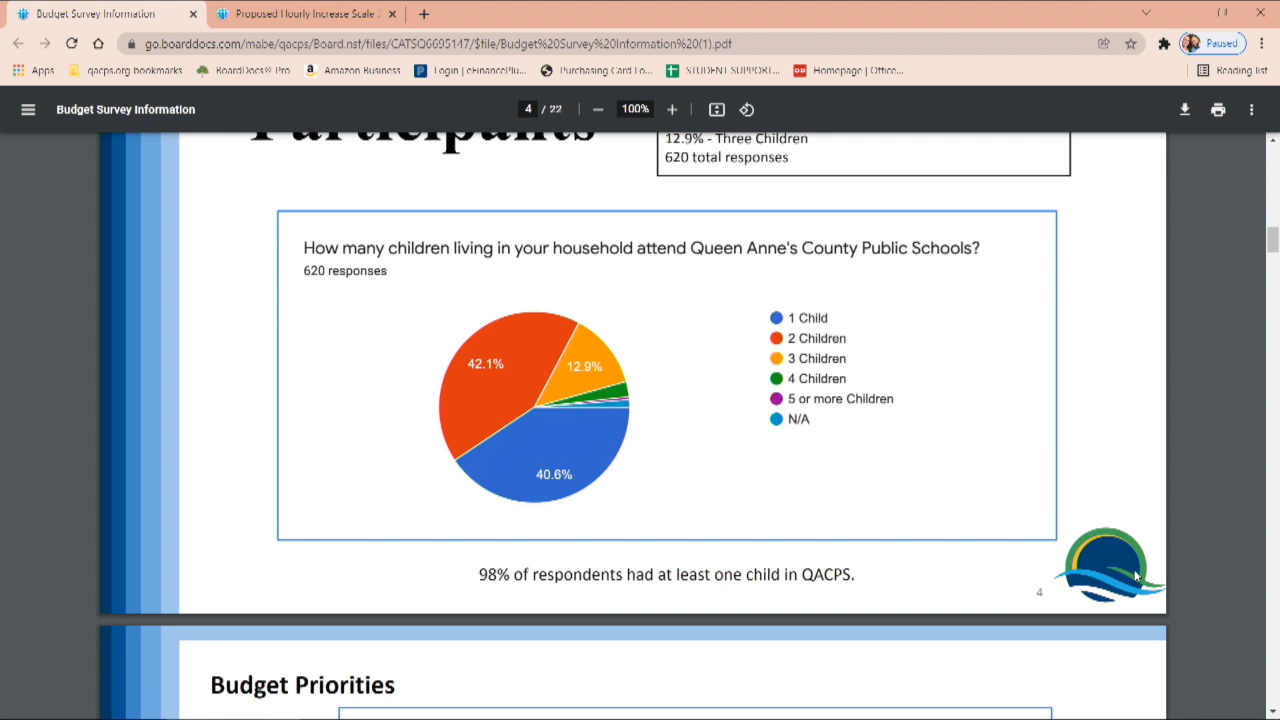 Budget Survey Information
Proposed Hourly Increase Scale 2
go.boarddocs.com/mabe/qacps/Board.nsf/files/CATSQ6695147/$file/Budget%20Survey%20Information%20(1).pdf
Paused
Apps
qacps.org bookmarks
BoardDocs® Pro
Amazon Business
Login | eFinancePlu...
Purchasing Card Lo...
STUDENT SUPPORT...
Homepage | Office...
Reading list
Budget Survey Information
4 / 22
100%
Participants
12.9% - Three Children
620 total responses
How many children living in your household attend Queen Anne's County Public Schools?
620 responses
42.1%
12.9%
40.6%
1 Child
2 Children
3 Children
4 Children
5 or more Children
N/A
98% of respondents had at least one child in QACPS.
4
Budget Priorities